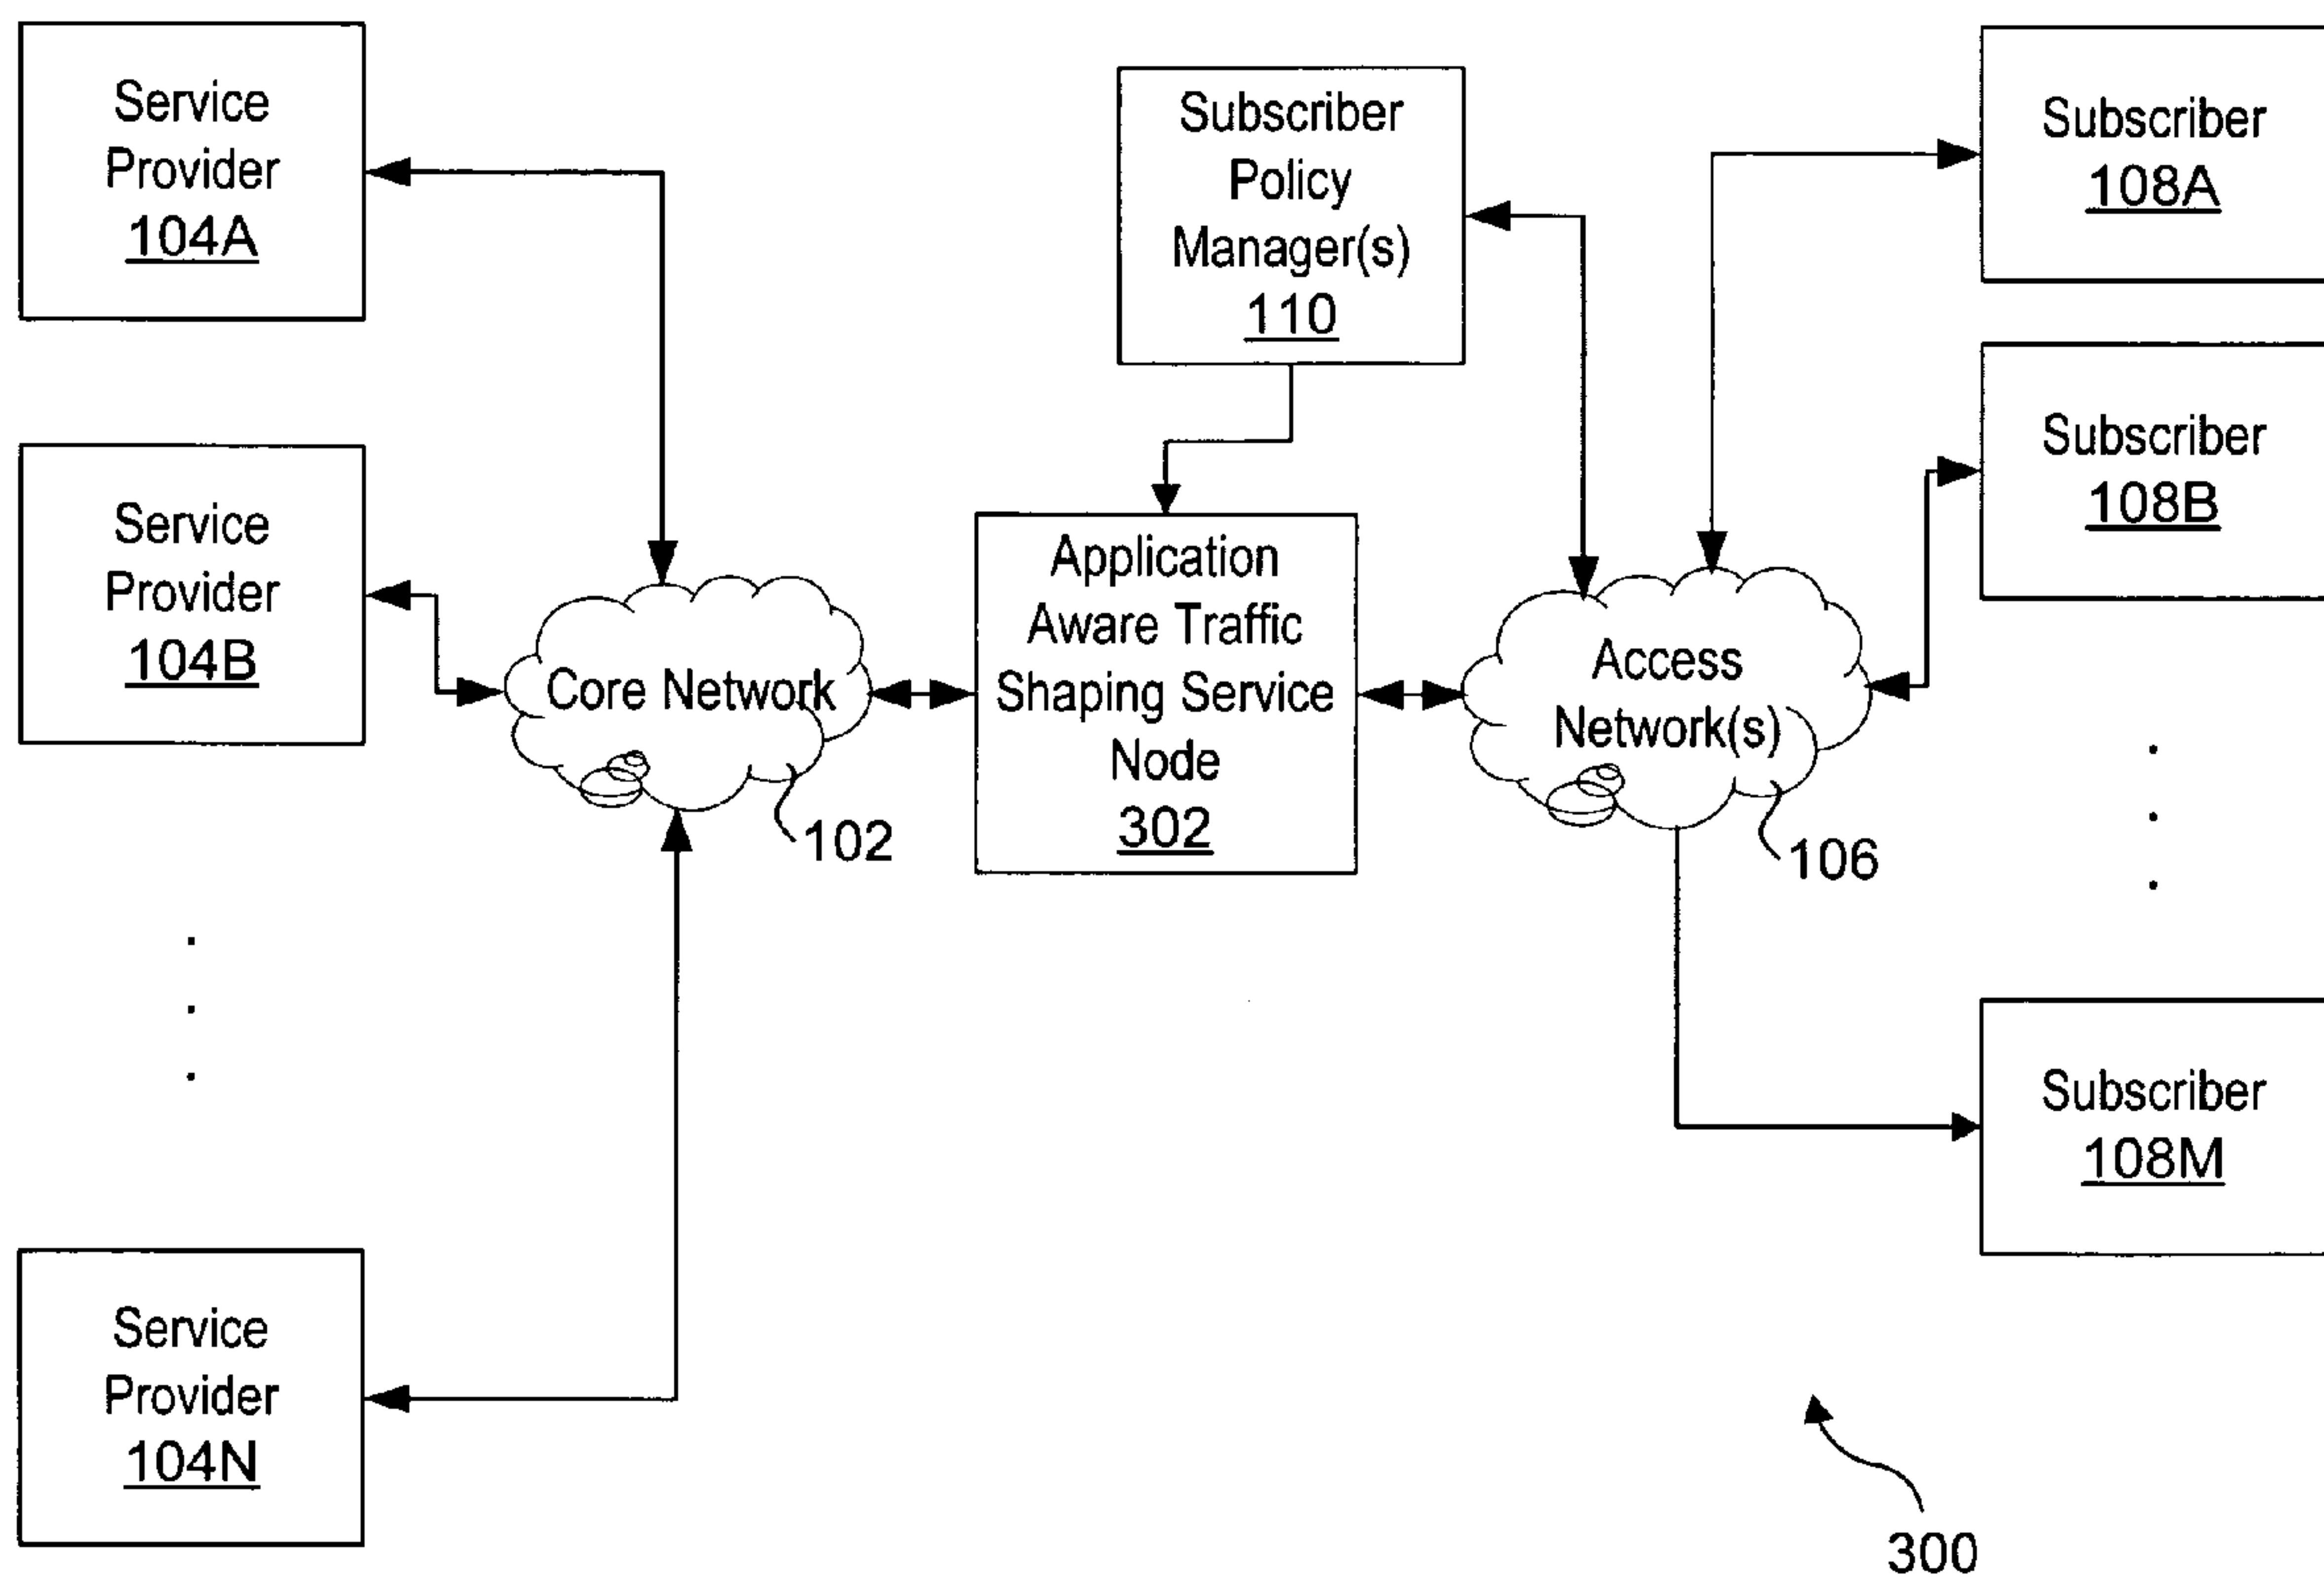 Service
Provider
104A
Service
Provider
104B
Service
Provider
104N
Core Network
102
Subscriber
Policy
Manager(s)
110
Application
Aware Traffic
Shaping Service
Node
302
Access
Network(s)
106
Subscriber
108A
Subscriber
108B
Subscriber
108M
300